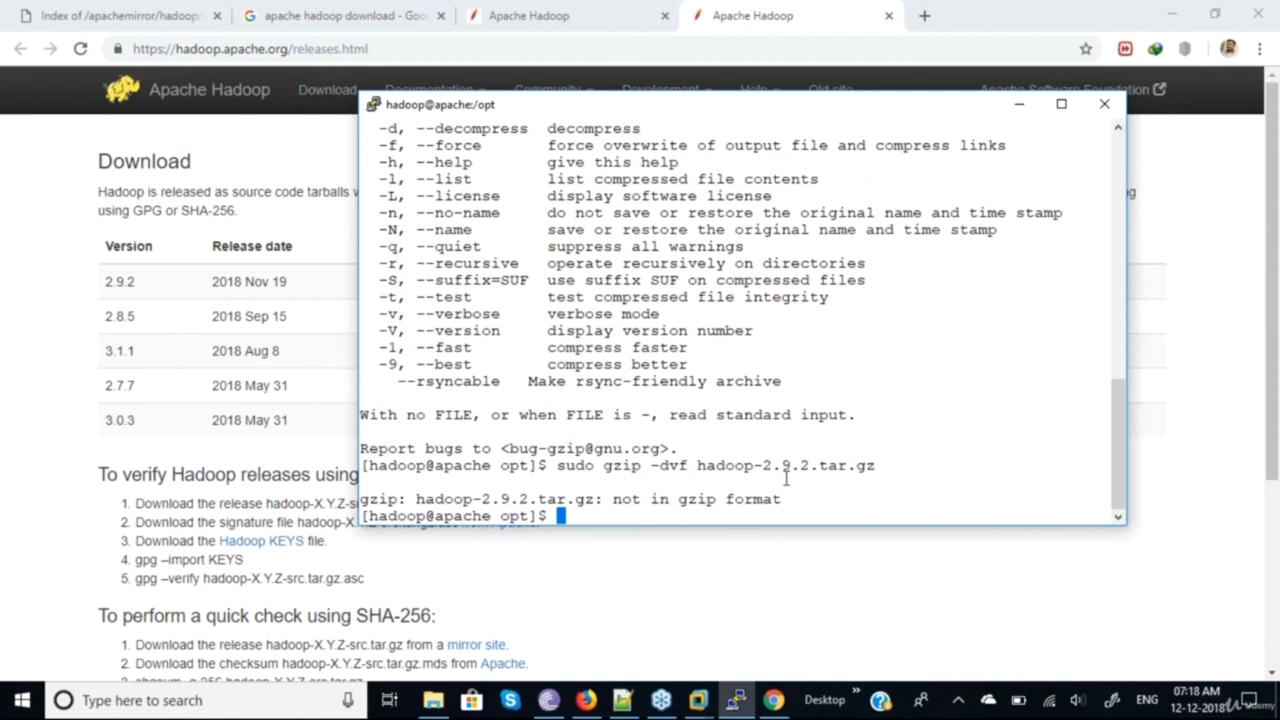 Index of /apachemirror/hadoop/
apache hadoop download - Goo
Apache Hadoop
Apache Hadoop
https://hadoop.apache.org/releases.html
Apache Hadoop
Download
Documentation
Community
Development
Help
Old site
Apache Software Foundation
hadoop@apache:/opt
-d, --decompress decompress
-f, --force force overwrite of output file and compress links
-h, --help give this help
-l, --list list compressed file contents
-L, --license display software license
-n, --no-name do not save or restore the original name and time stamp
-N, --name save or restore the original name and time stamp
-q, --quiet suppress all warnings
-r, --recursive operate recursively on directories
-S, --suffix=SUF use suffix SUF on compressed files
-t, --test test compressed file integrity
-v, --verbose verbose mode
-V, --version display version number
-1, --fast compress faster
-9, --best compress better
--rsyncable Make rsync-friendly archive
With no FILE, or when FILE is -, read standard input.
Report bugs to <bug-gzip@gnu.org>.
[hadoop@apache opt]$ sudo gzip -dvf hadoop-2.9.2.tar.gz
gzip: hadoop-2.9.2.tar.gz: not in gzip format
[hadoop@apache opt]$
Download
Hadoop is released as source code tarballs
using GPG or SHA-256.
Version Release date
2.9.2 2018 Nov 19
2.8.5 2018 Sep 15
3.1.1 2018 Aug 8
2.7.7 2018 May 31
3.0.3 2018 May 31
To verify Hadoop releases using
1. Download the release hadoop-X.Y.Z-s
2. Download the signature file hadoop-X
3. Download the Hadoop KEYS file.
4. gpg –import KEYS
5. gpg –verify hadoop-X.Y.Z-src.tar.gz.asc
To perform a quick check using SHA-256:
1. Download the release hadoop-X.Y.Z-src.tar.gz from a mirror site.
2. Download the checksum hadoop-X.Y.Z-src.tar.gz.mds from Apache.
Type here to search
Desktop
ENG
07:18 AM
12-12-2018
Udemy